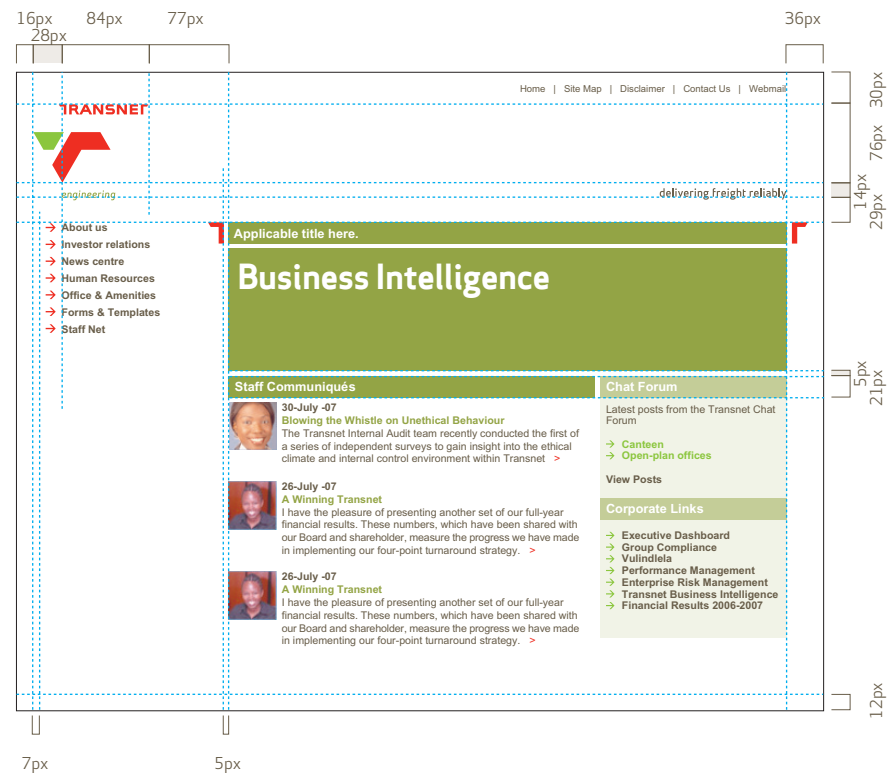 16px 84px 77px 36px
28px
Home | Site Map | Disclaimer | Contact Us | Webmail
30px
TRANSNET
76px
engineering
delivering freight reliably
14px
29px
About us
Investor relations
News centre
Human Resources
Office & Amenities
Forms & Templates
Staff Net
Applicable title here.
Business Intelligence
5px
21px
Staff Communiqués
30-July -07
Blowing the Whistle on Unethical Behaviour
The Transnet Internal Audit team recently conducted the first of
a series of independent surveys to gain insight into the ethical
climate and internal control environment within Transnet >
26-July -07
A Winning Transnet
I have the pleasure of presenting another set of our full-year
financial results. These numbers, which have been shared with
our Board and shareholder, measure the progress we have made
in implementing our four-point turnaround strategy. >
26-July -07
A Winning Transnet
I have the pleasure of presenting another set of our full-year
financial results. These numbers, which have been shared with
our Board and shareholder, measure the progress we have made
in implementing our four-point turnaround strategy. >
Chat Forum
Latest posts from the Transnet Chat
Forum
→ Canteen
→ Open-plan offices
View Posts
Corporate Links
→ Executive Dashboard
→ Group Compliance
→ Vulindlela
→ Performance Management
→ Enterprise Risk Management
→ Transnet Business Intelligence
→ Financial Results 2006-2007
12px
7px 5px